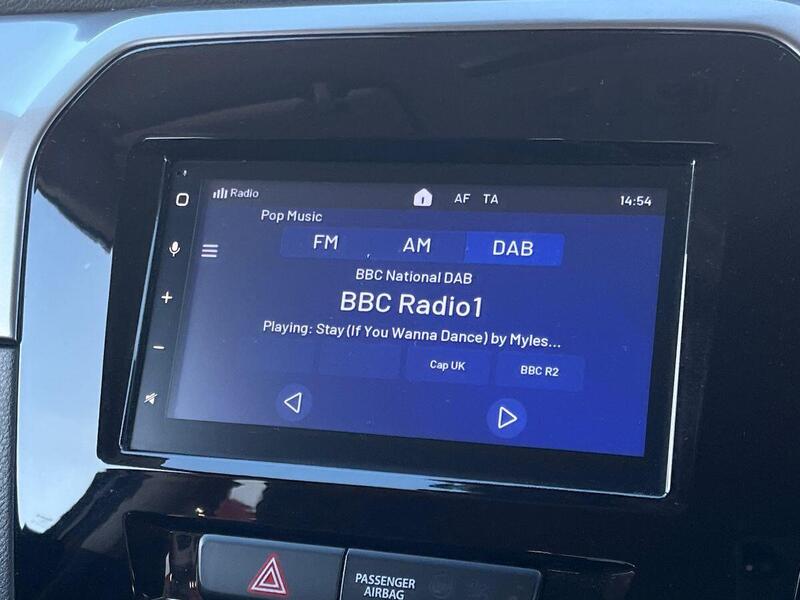 Radio AF TA 14:54
Pop Music
FM AM DAB
BBC National DAB
BBC Radio1
Playing: Stay (If You Wanna Dance) by Myles...
Cap UK BBC R2
PASSENGER
AIRBAG